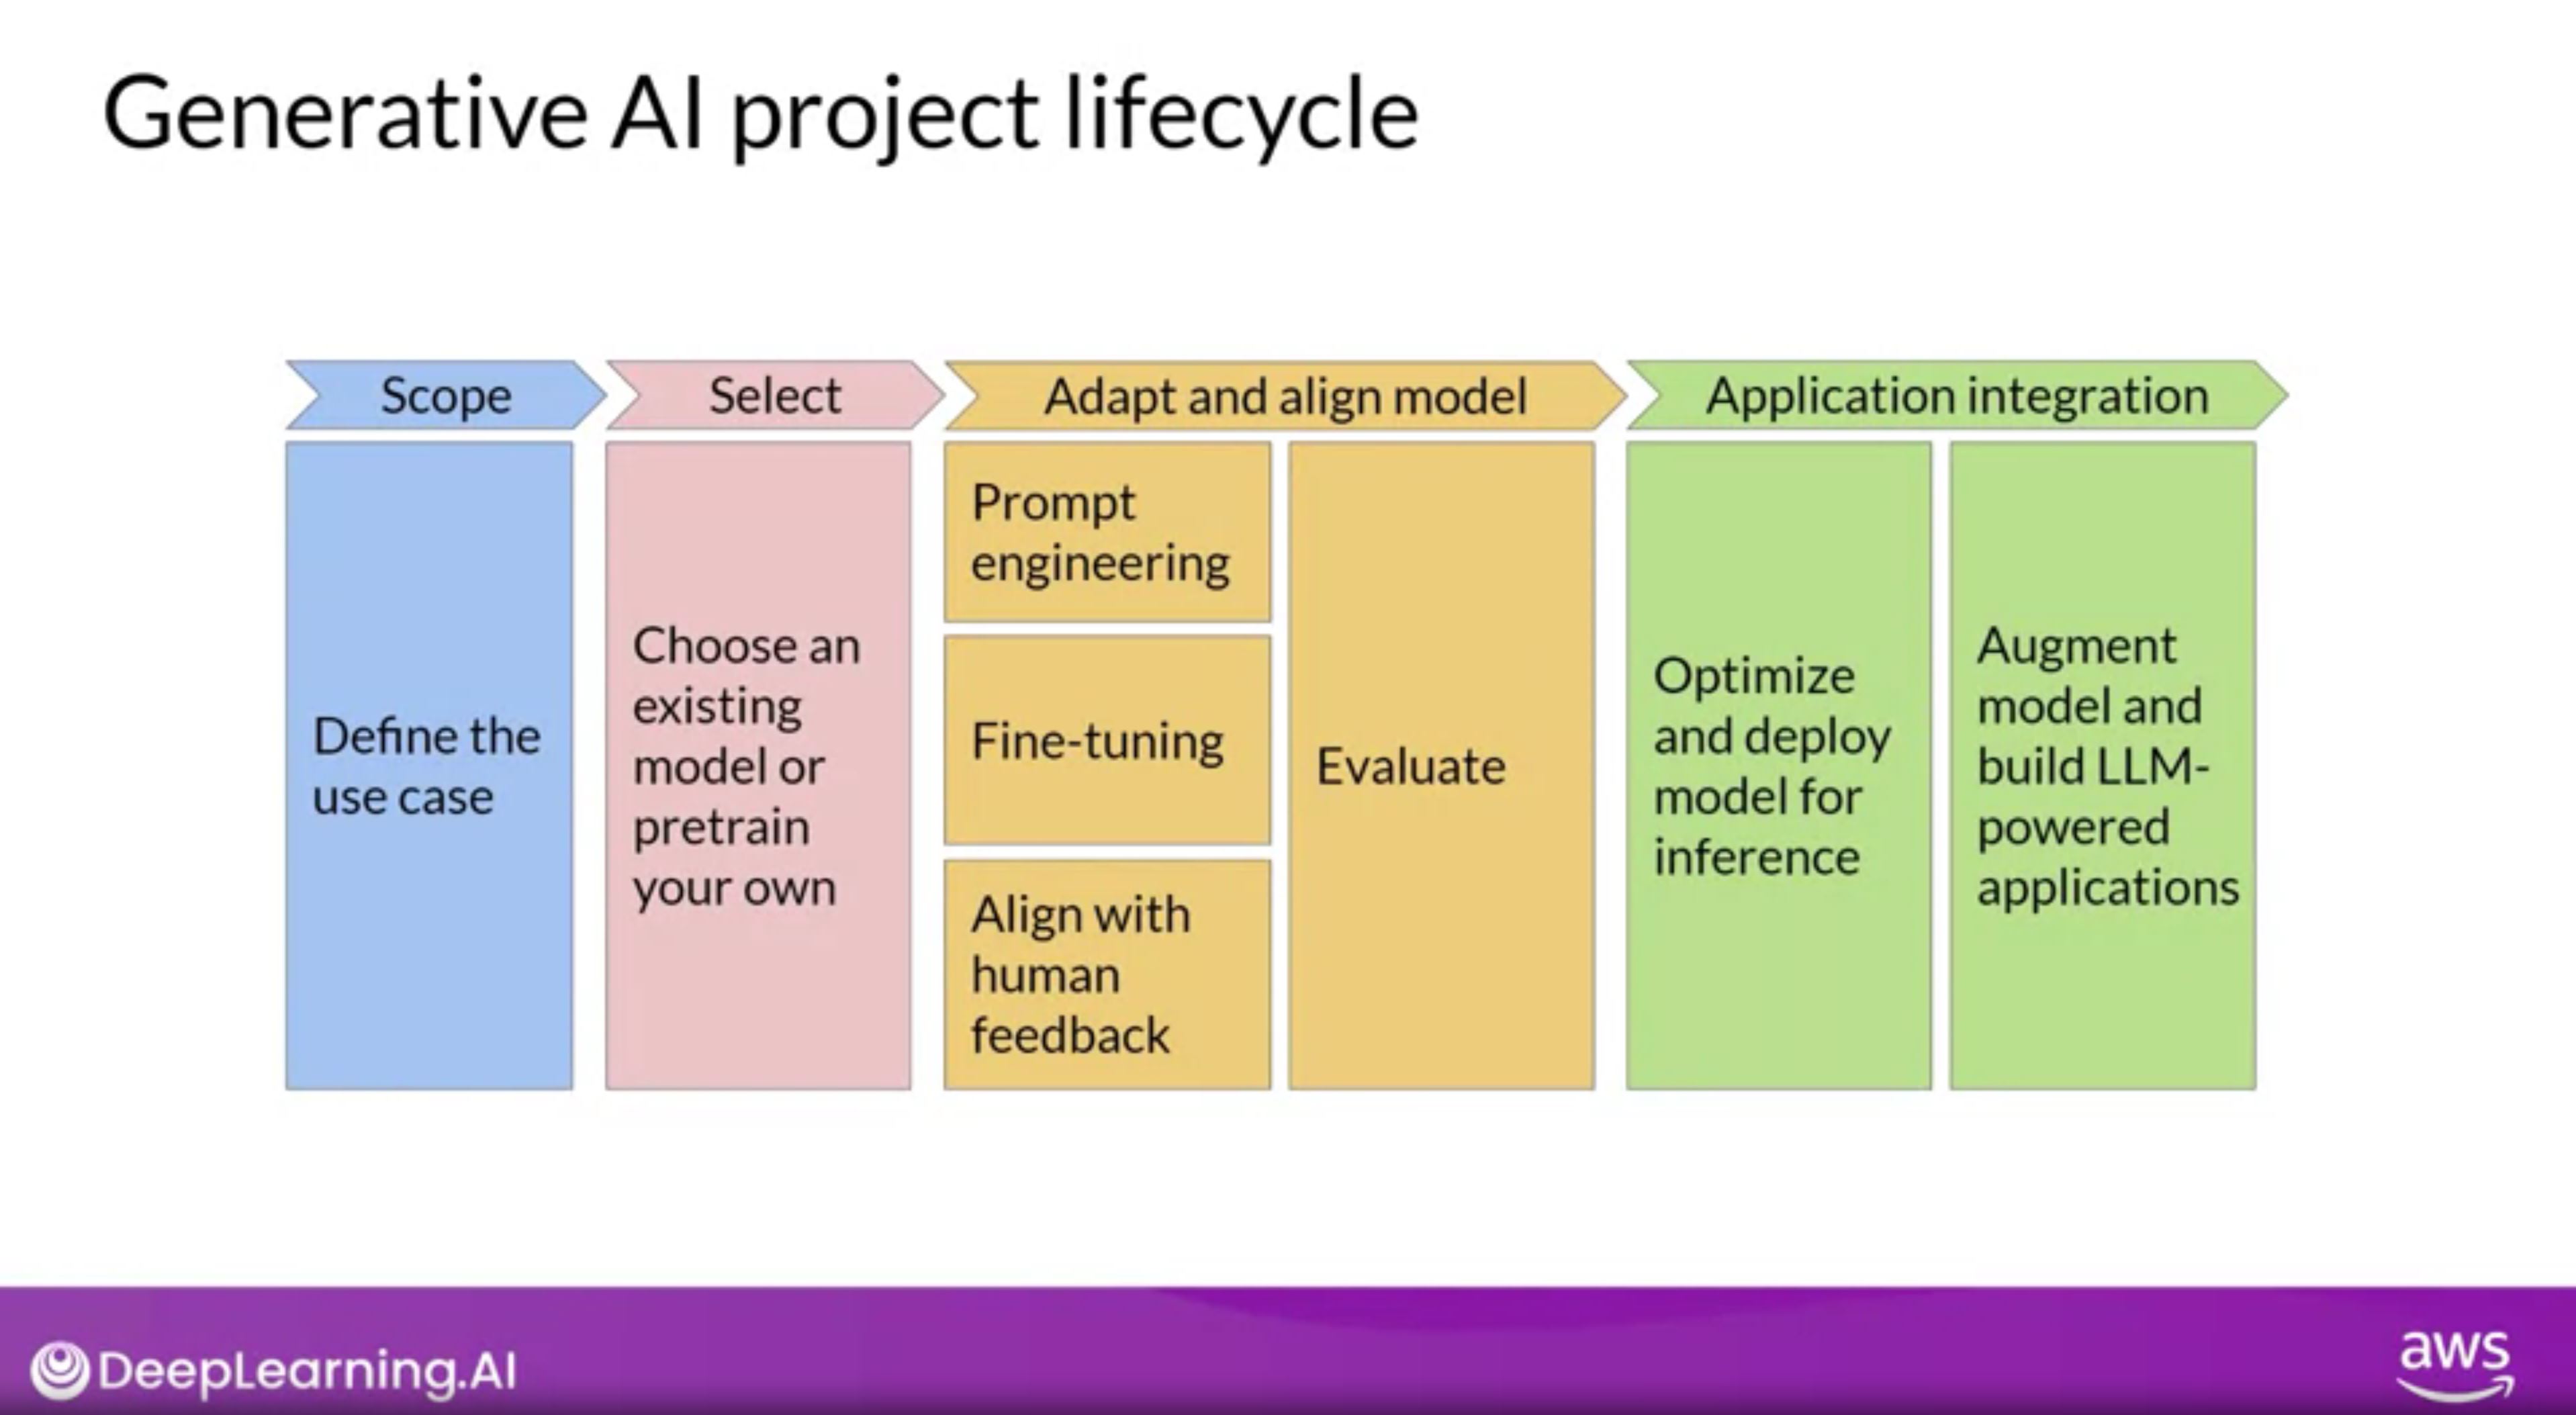 Generative AI project lifecycle
Scope
Select
Adapt and align model
Application integration
Define the
use case
Choose an
existing
model or
pretrain
your own
Prompt
engineering
Fine-tuning
Align with
human
feedback
Evaluate
Optimize
and deploy
model for
inference
Augment
model and
build LLM-
powered
applications
DeepLearning.AI
aws